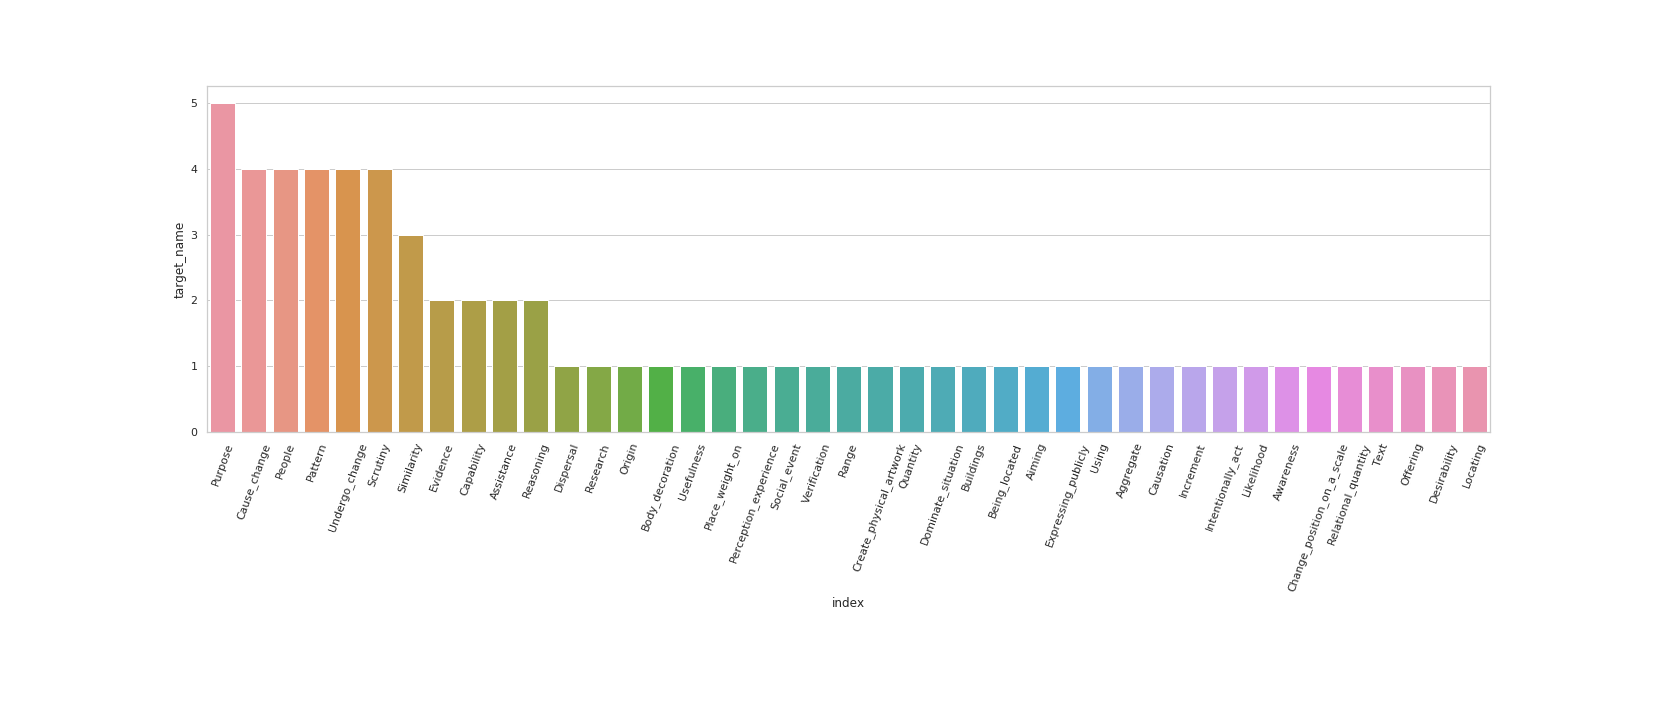 5
4
3
2
1
0
target_name
Purpose
Cause_change
People
Pattern
Undergo_change
Scrutiny
Similarity
Evidence
Capability
Assistance
Reasoning
Dispersal
Research
Origin
Body_decoration
Usefulness
Place_weight_on
Perception_experience
Social_event
Verification
Range
Create_physical_artwork
Quantity
Dominate_situation
Buildings
Being_located
Aiming
Expressing_publicly
Using
Aggregate
Causation
Increment
Intentionally_act
Likelihood
Awareness
Change_position_on_a_scale
Relational_quantity
Text
Offering
Desirability
Locating
index